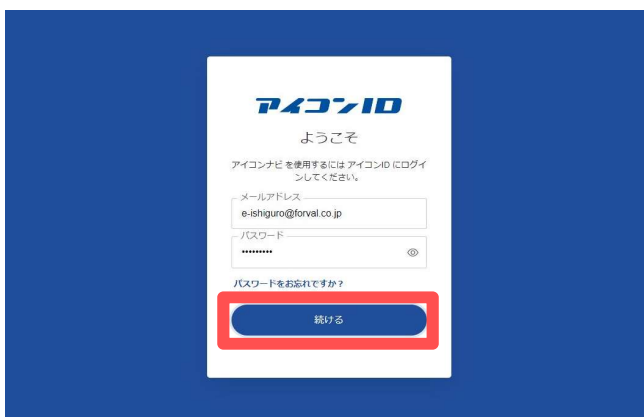 アイコンID
ようこそ
アイコンナビ を使用するには アイコンID にログイ
ンしてください。
メールアドレス
e-ishiguro@forval.co.jp
パスワード
•••••••••
パスワードをお忘れですか？
続ける